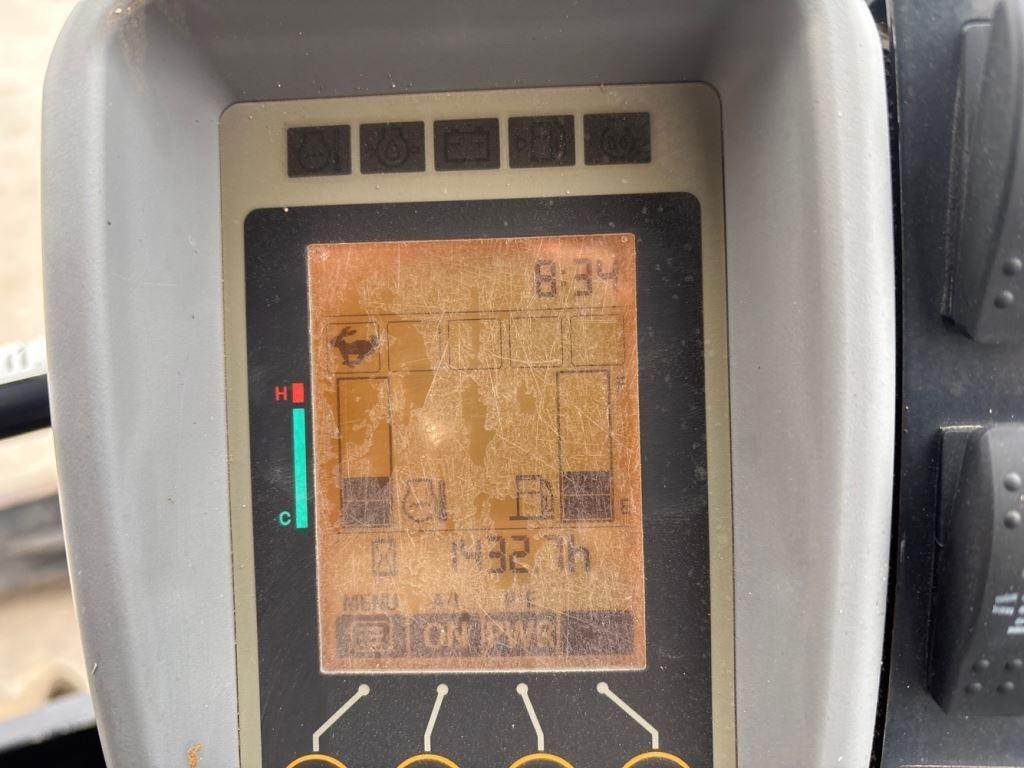 8:34
H
F
C
E
1432.7h
MENU A/I P-E
ON PWR